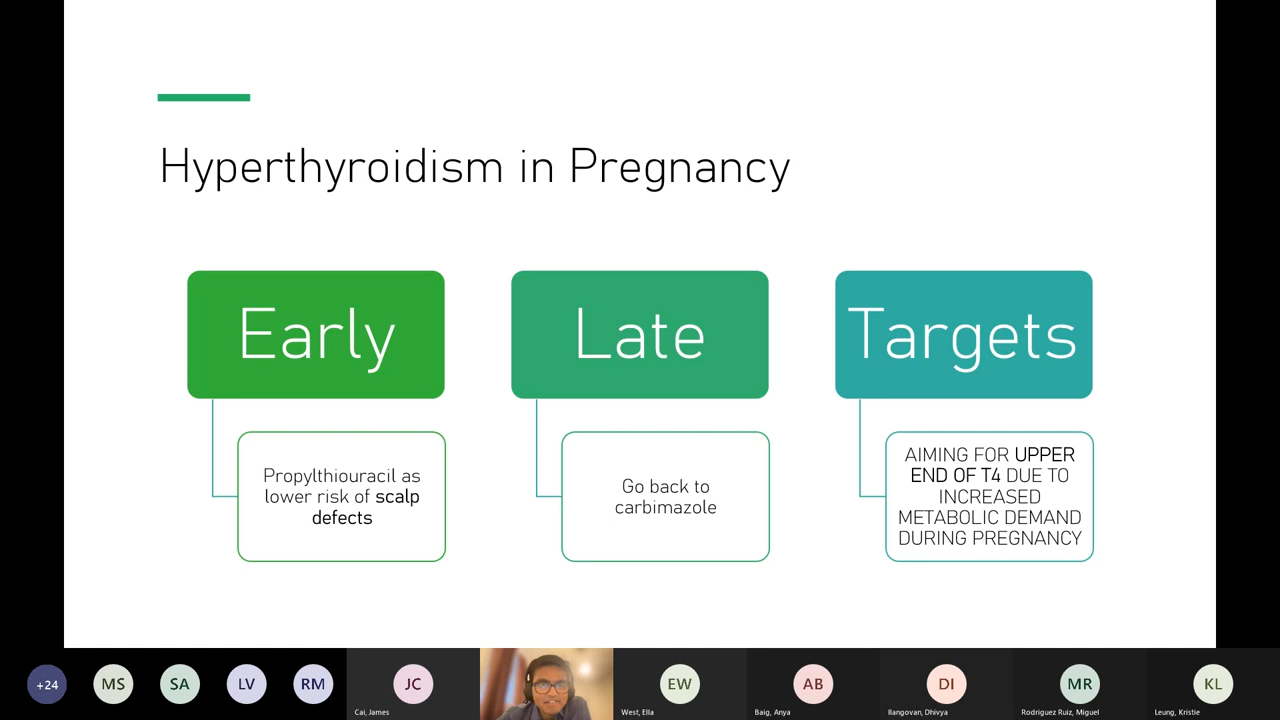 Hyperthyroidism in Pregnancy
Early
Propylthiouracil as
lower risk of scalp
defects
Late
Go back to
carbimazole
Targets
AIMING FOR UPPER
END OF T4 DUE TO
INCREASED
METABOLIC DEMAND
DURING PREGNANCY
+24
MS
SA
LV
RM
JC
Cai, James
EW
West, Ella
AB
Baig, Anya
DI
Ilangovan, Dhivya
MR
Rodriguez Ruiz, Miguel
KL
Leung, Kristie